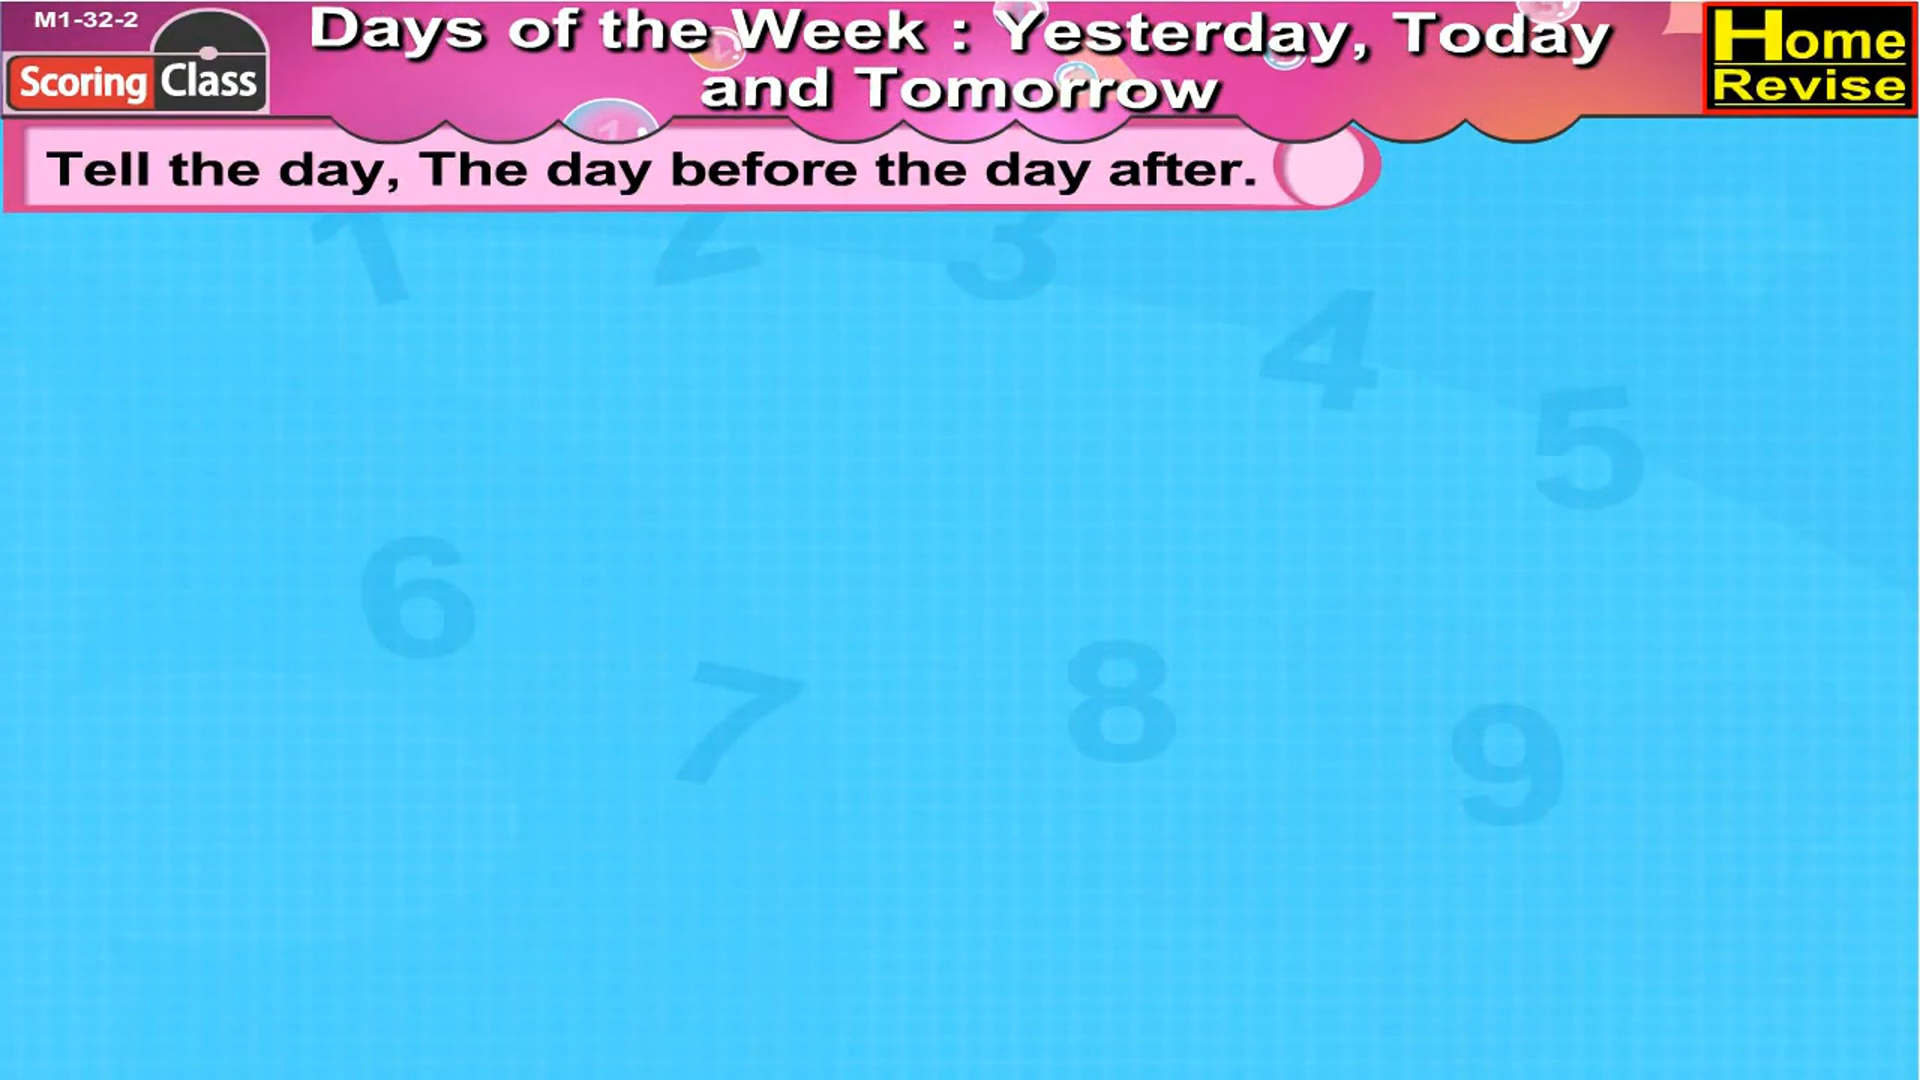 M1-32-2
Scoring Class
Days of the Week : Yesterday, Today
and Tomorrow
Home
Revise
Tell the day, The day before the day after.
1
2
3
4
5
6
7
8
9